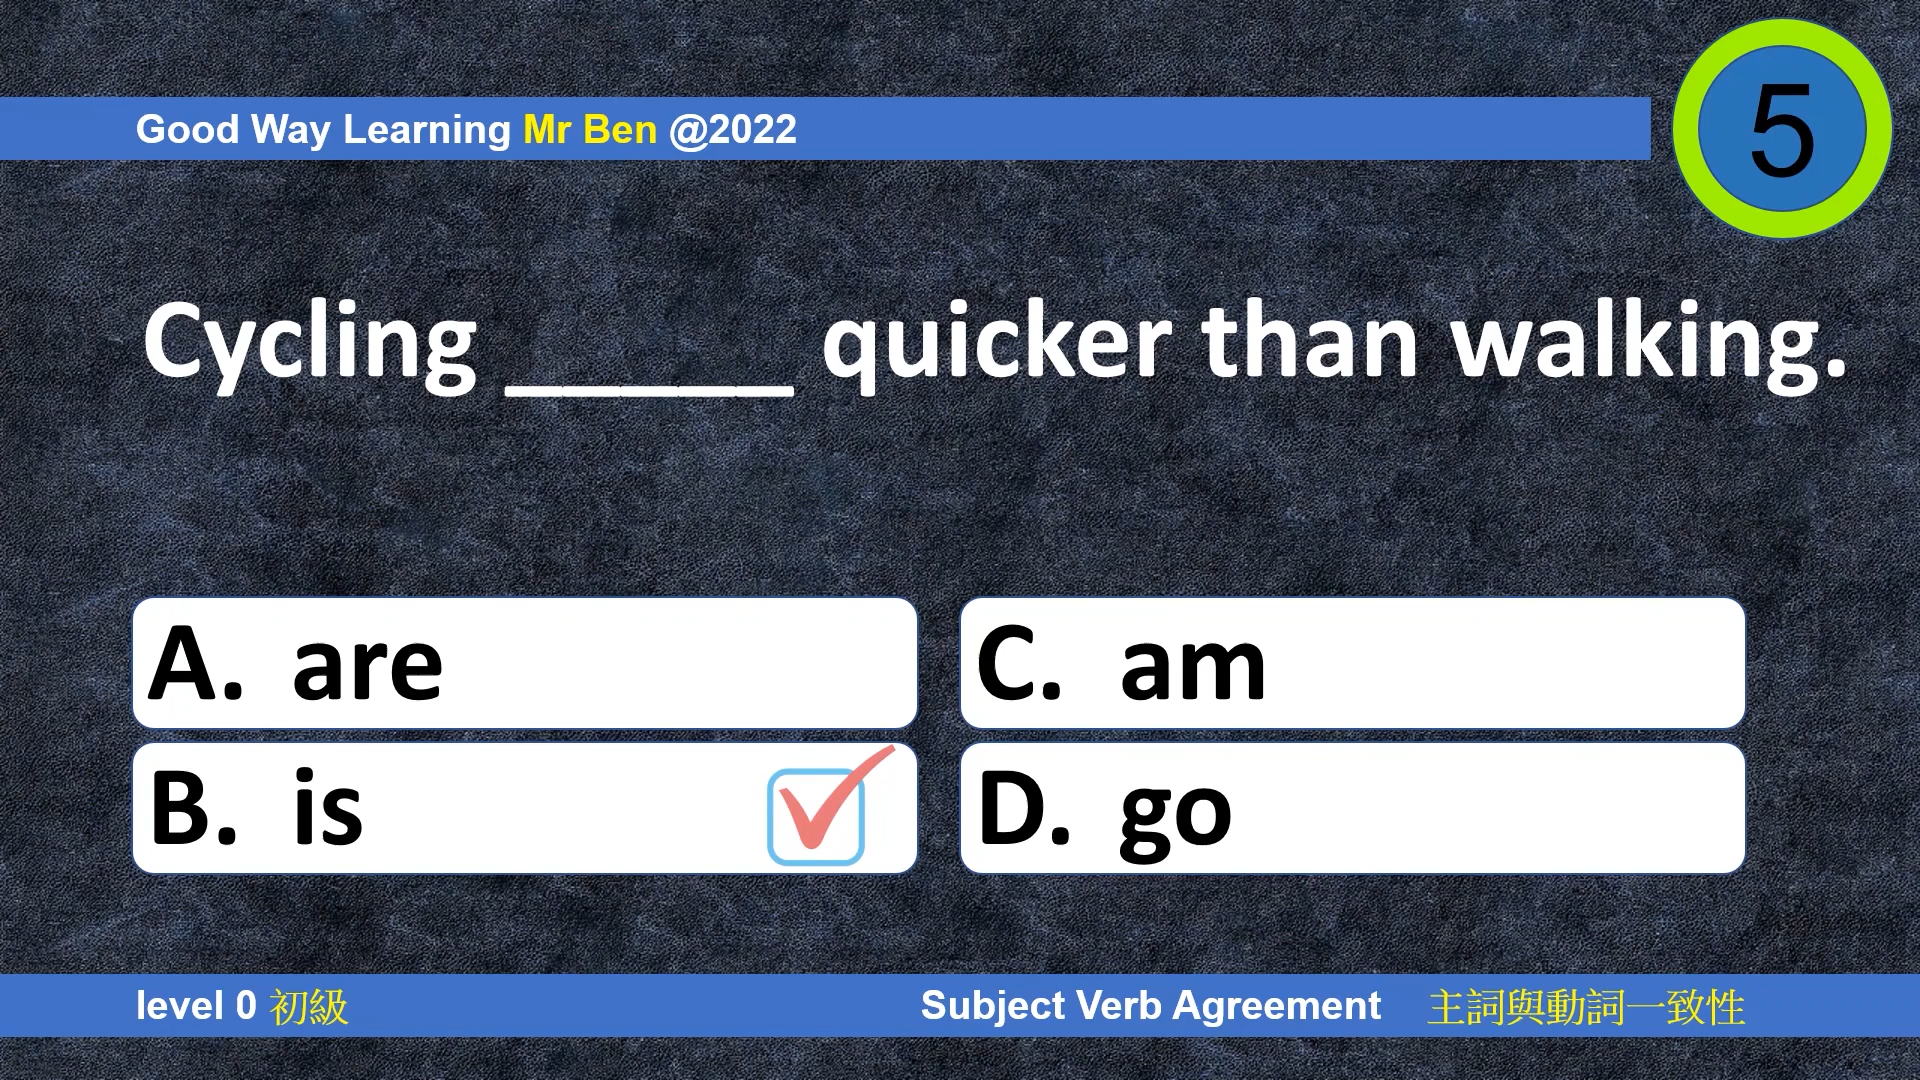 Good Way Learning Mr Ben @2022
5
Cycling _____ quicker than walking.
A. are
B. is
C. am
D. go
level 0 初級
Subject Verb Agreement 主詞與動詞一致性